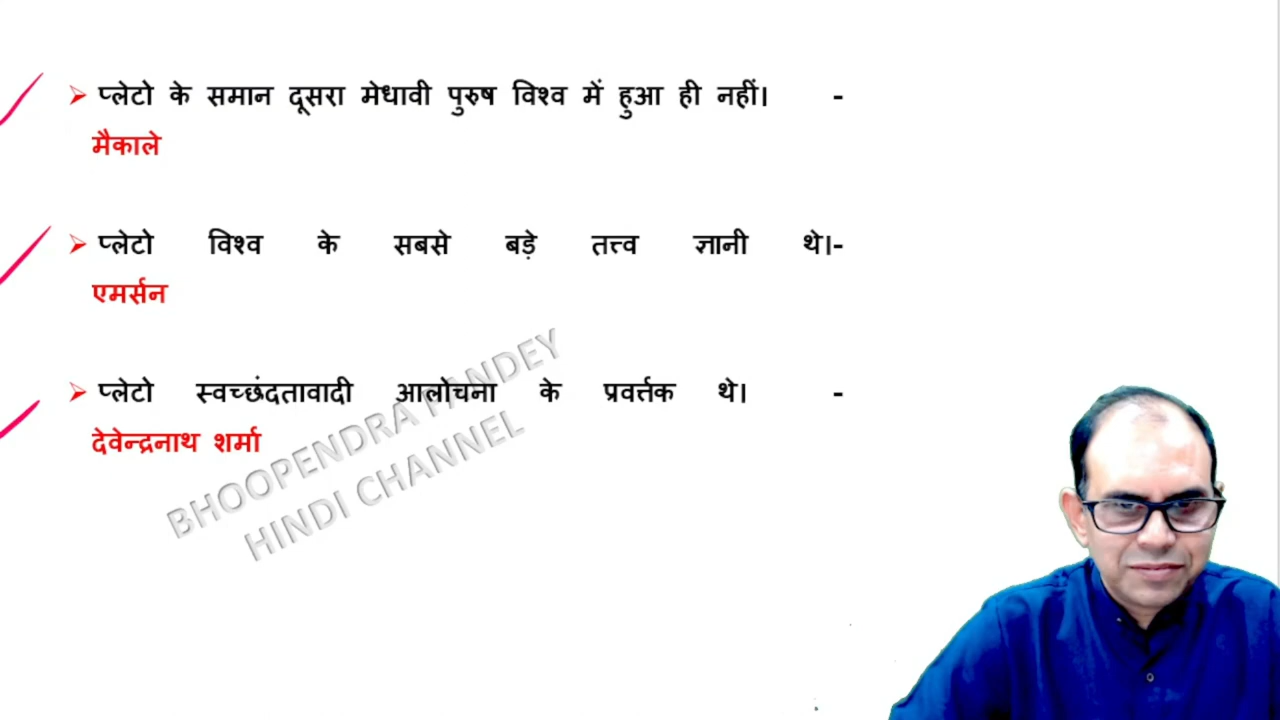 ➢ प्लेटो के समान दूसरा मेधावी पुरुष विश्व में हुआ ही नहीं। -
मैकाले
➢ प्लेटो विश्व के सबसे बड़े तत्त्व ज्ञानी थे।-
एमर्सन
➢ प्लेटो स्वच्छंदतावादी आलोचना के प्रवर्त्तक थे। -
देवेन्द्रनाथ शर्मा
BHOOPENDRA PANDEY
HINDI CHANNEL